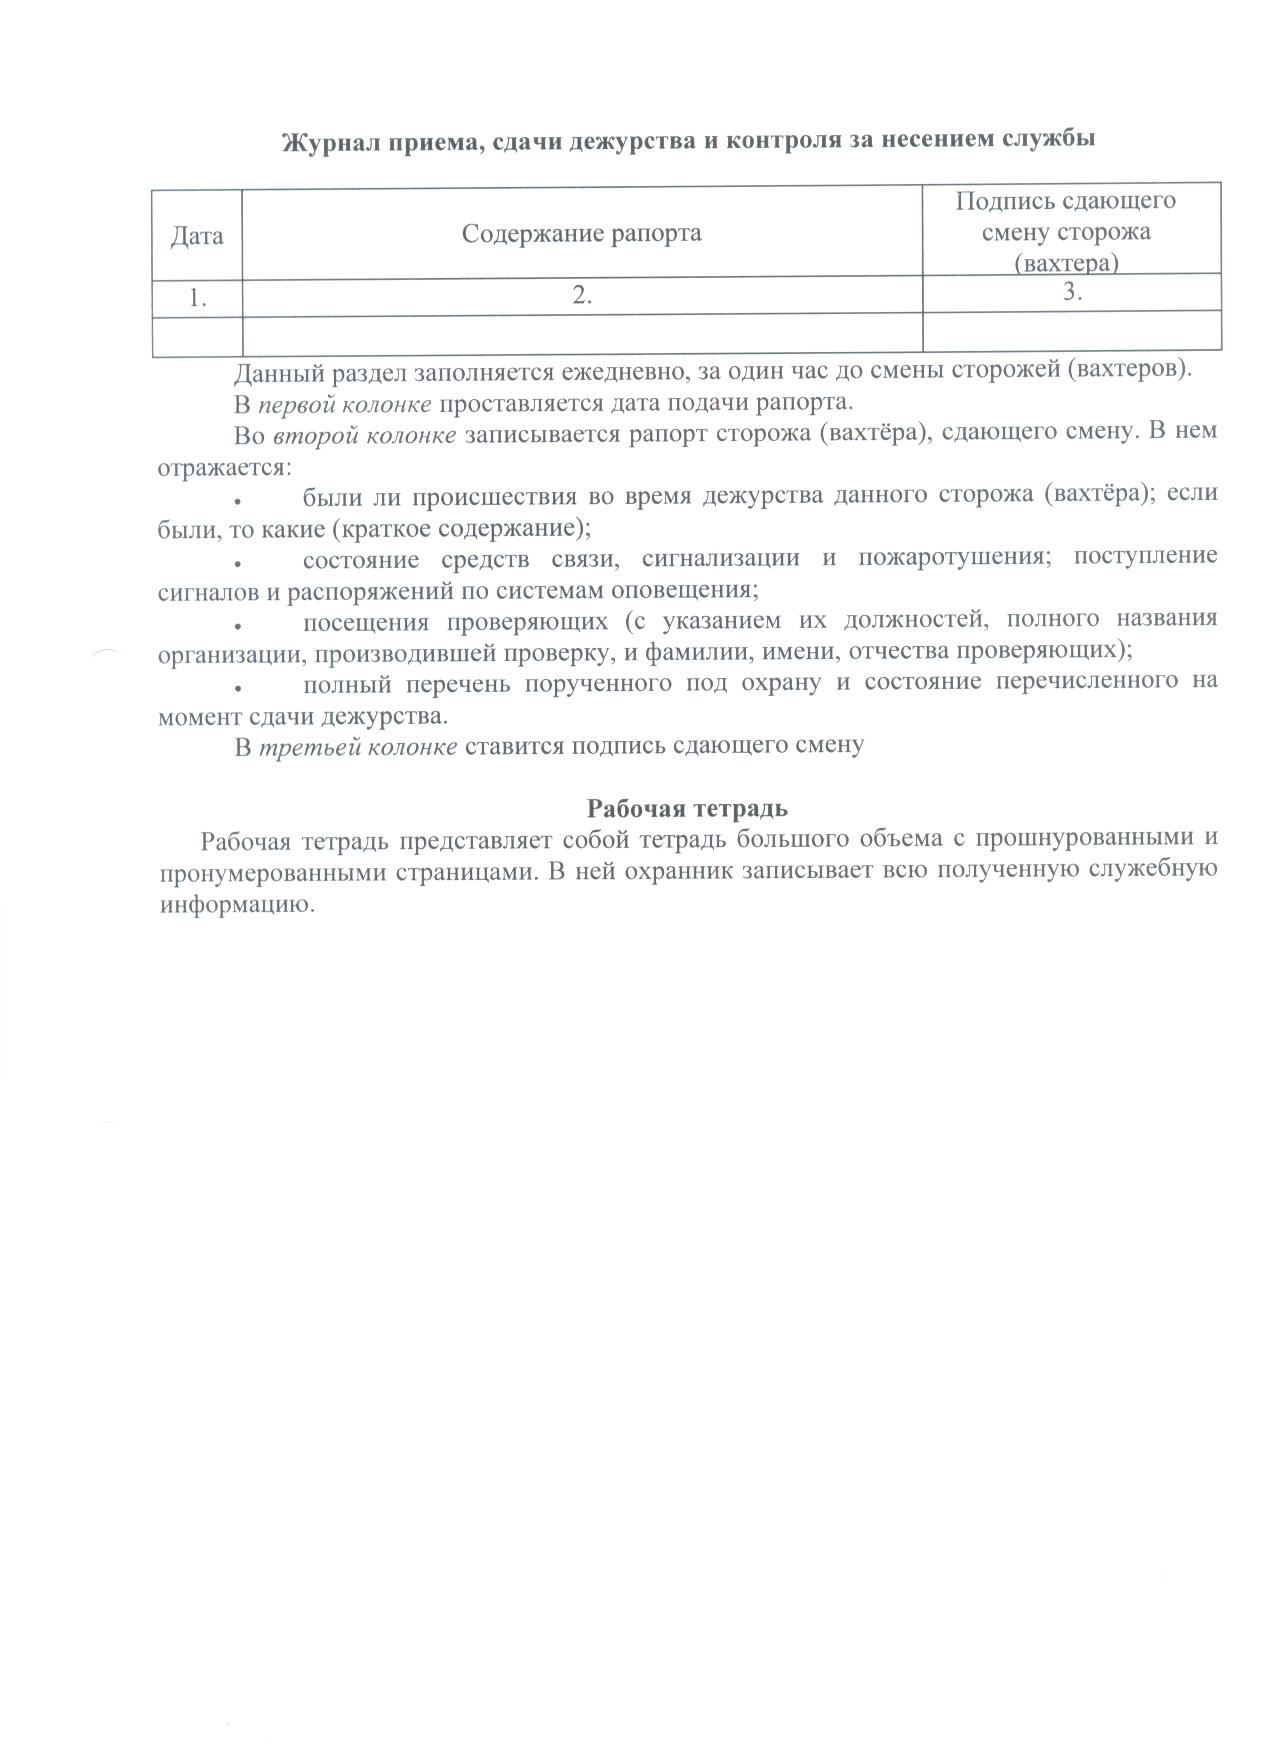 Журнал приема, сдачи дежурства и контроля за несением службы
Дата
Содержание рапорта
Подпись сдающего
смену сторожа
(вахтера)
1.
2.
3.
Данный раздел заполняется ежедневно, за один час до смены сторожей (вахтеров).
В первой колонке проставляется дата подачи рапорта.
Во второй колонке записывается рапорт сторожа (вахтёра), сдающего смену. В нем
отражается:
• были ли происшествия во время дежурства данного сторожа (вахтёра); если
были, то какие (краткое содержание);
• состояние средств связи, сигнализации и пожаротушения; поступление
сигналов и распоряжений по системам оповещения;
• посещения проверяющих (с указанием их должностей, полного названия
организации, производившей проверку, и фамилии, имени, отчества проверяющих);
• полный перечень порученного под охрану и состояние перечисленного на
момент сдачи дежурства.
В третьей колонке ставится подпись сдающего смену
Рабочая тетрадь
Рабочая тетрадь представляет собой тетрадь большого объема с прошнурованными и
пронумерованными страницами. В ней охранник записывает всю полученную служебную
информацию.